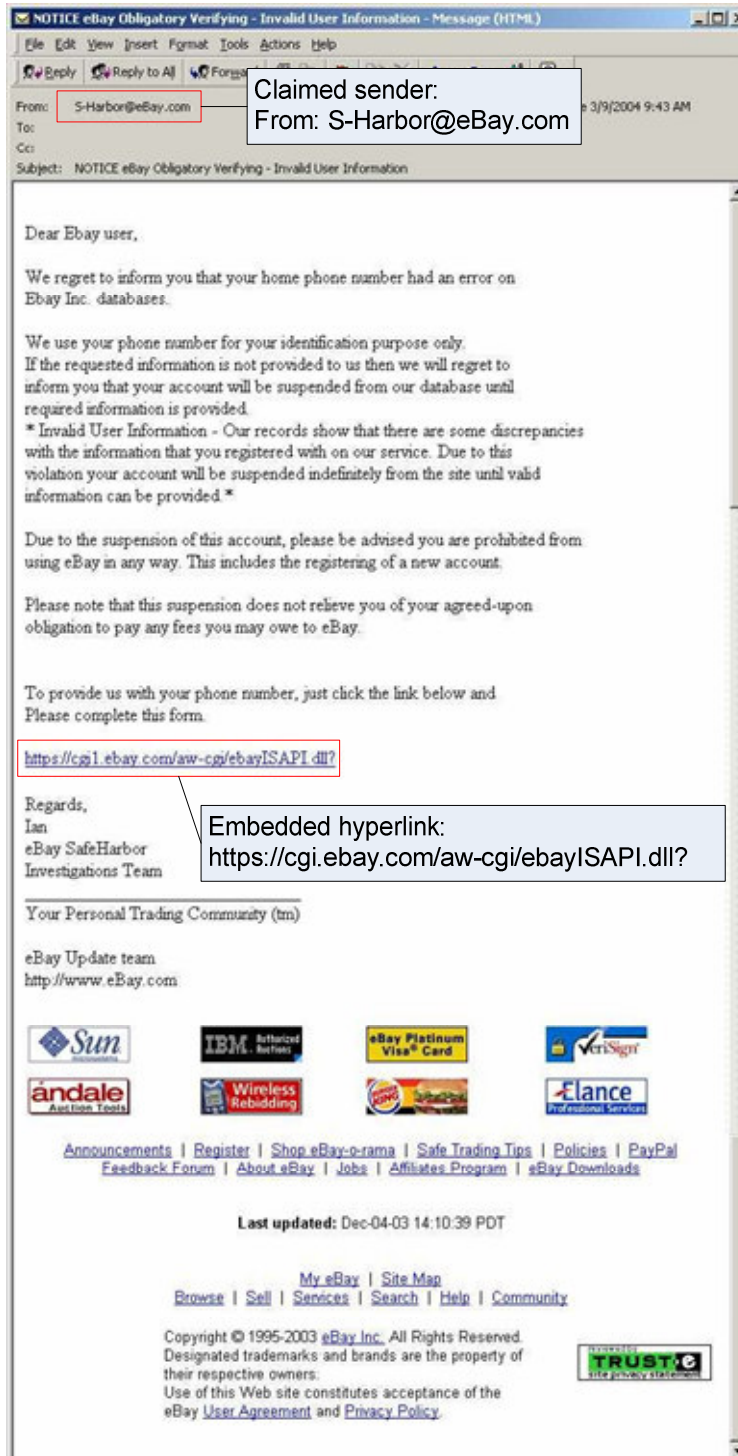 NOTICE eBay Obligatory Verifying - Invalid User Information - Message (HTML)
File Edit View Insert Format Tools Actions Help
Reply Reply to All
From: S-Harbor@eBay.com
3/9/2004 9:43 AM
Claimed sender:
From: S-Harbor@eBay.com
To:
Cc:
Subject: NOTICE eBay Obligatory Verifying - Invalid User Information
Dear Ebay user,
We regret to inform you that your home phone number had an error on
Ebay Inc. databases.
We use your phone number for your identification purpose only.
If the requested information is not provided to us then we will regret to
inform you that your account will be suspended from our database until
required information is provided.
* Invalid User Information - Our records show that there are some discrepancies
with the information that you registered with on our service. Due to this
violation your account will be suspended indefinitely from the site until valid
information can be provided.*
Due to the suspension of this account, please be advised you are prohibited from
using eBay in any way. This includes the registering of a new account.
Please note that this suspension does not relieve you of your agreed-upon
obligation to pay any fees you may owe to eBay.
To provide us with your phone number, just click the link below and
Please complete this form.
https://cgi1.ebay.com/aw-cgi/ebayISAPI.dll?
Embedded hyperlink:
https://cgi.ebay.com/aw-cgi/ebayISAPI.dll?
Regards,
Ian
eBay SafeHarbor
Investigations Team
Your Personal Trading Community (tm)
eBay Update team
http://www.eBay.com
Sun IBM Authorized Auctions eBay Platinum Visa® Card VeriSign
ándale Auction Tools Wireless Rebidding BURGER KING Elance Professional Services
Announcements | Register | Shop eBay-o-rama | Safe Trading Tips | Policies | PayPal
Feedback Forum | About eBay | Jobs | Affiliates Program | eBay Downloads
Last updated: Dec-04-03 14:10:39 PDT
My eBay | Site Map
Browse | Sell | Services | Search | Help | Community
Copyright © 1995-2003 eBay Inc. All Rights Reserved.
Designated trademarks and brands are the property of
their respective owners.
Use of this Web site constitutes acceptance of the
eBay User Agreement and Privacy Policy.
TRUSTe
site privacy statement